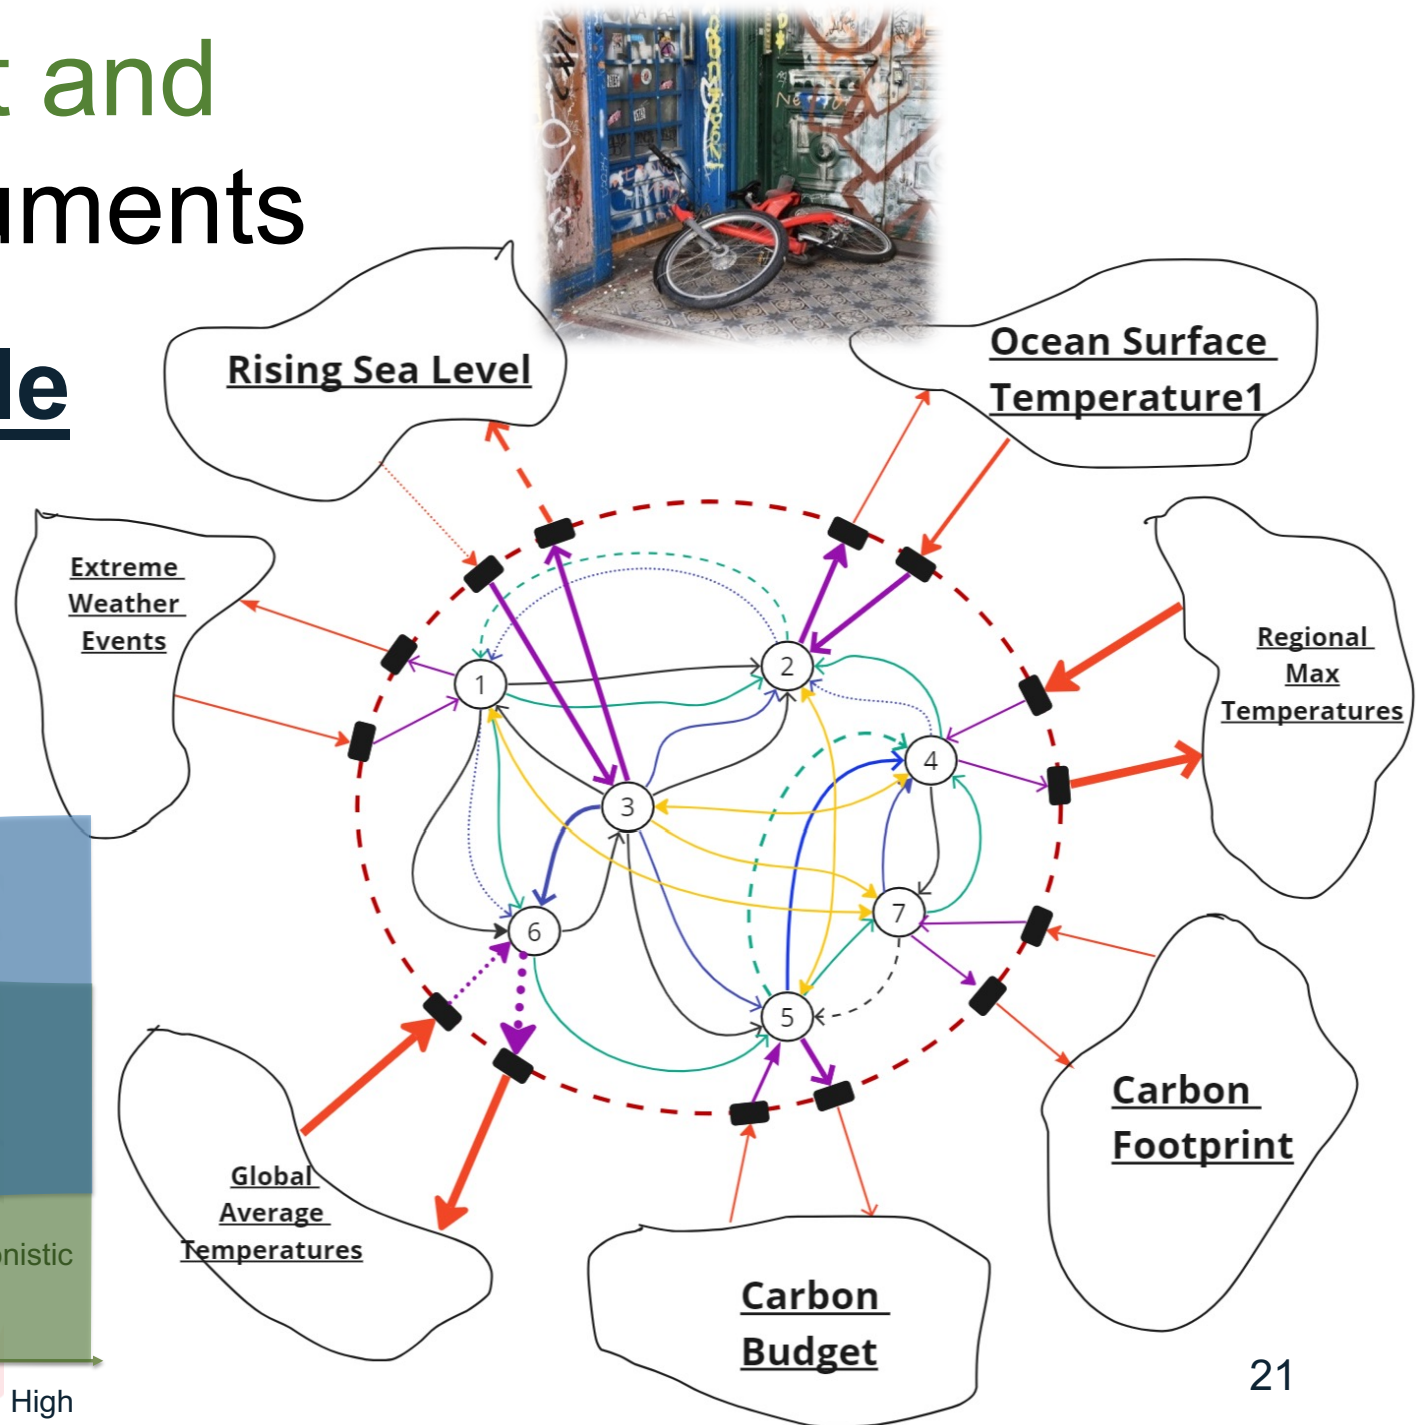 t and
uments
le
Rising Sea Level
Ocean Surface
Temperature1
Extreme
Weather
Events
Regional
Max
Temperatures
1
2
3
4
5
6
7
Global
Average
Temperatures
Carbon
Footprint
Carbon
Budget
onistic
High
21